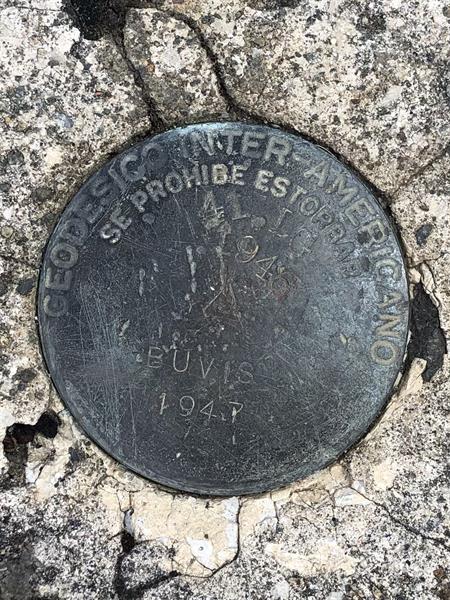 GEODESICO INTER-AMERICANO
SE PROHIBE ESTORBAR
BUVIS
1947